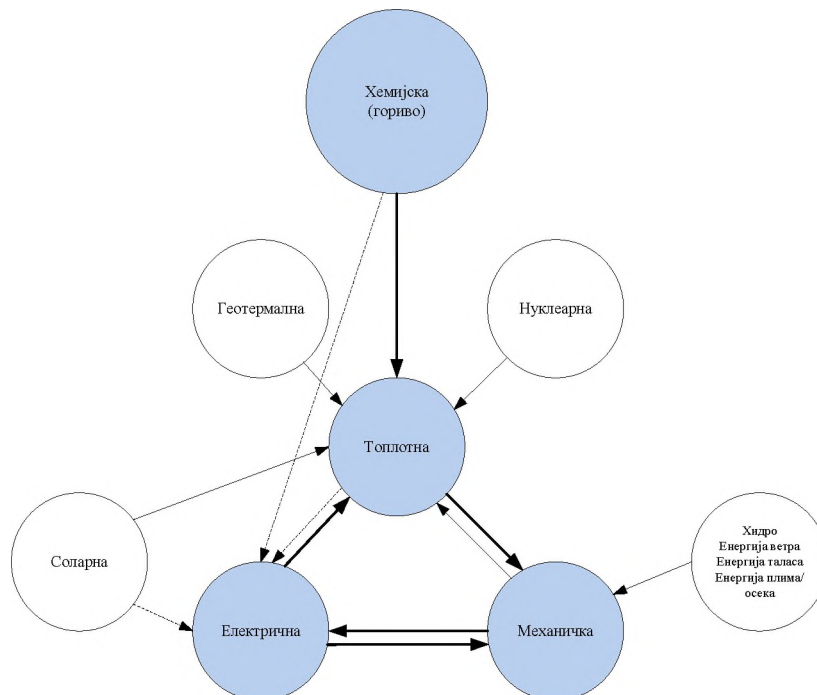 Хемијска
(гориво)
Геотермална
Нуклеарна
Топлотна
Соларна
Хидро
Енергија ветра
Енергија таласа
Енергија плима/
осека
Електрична
Механичка